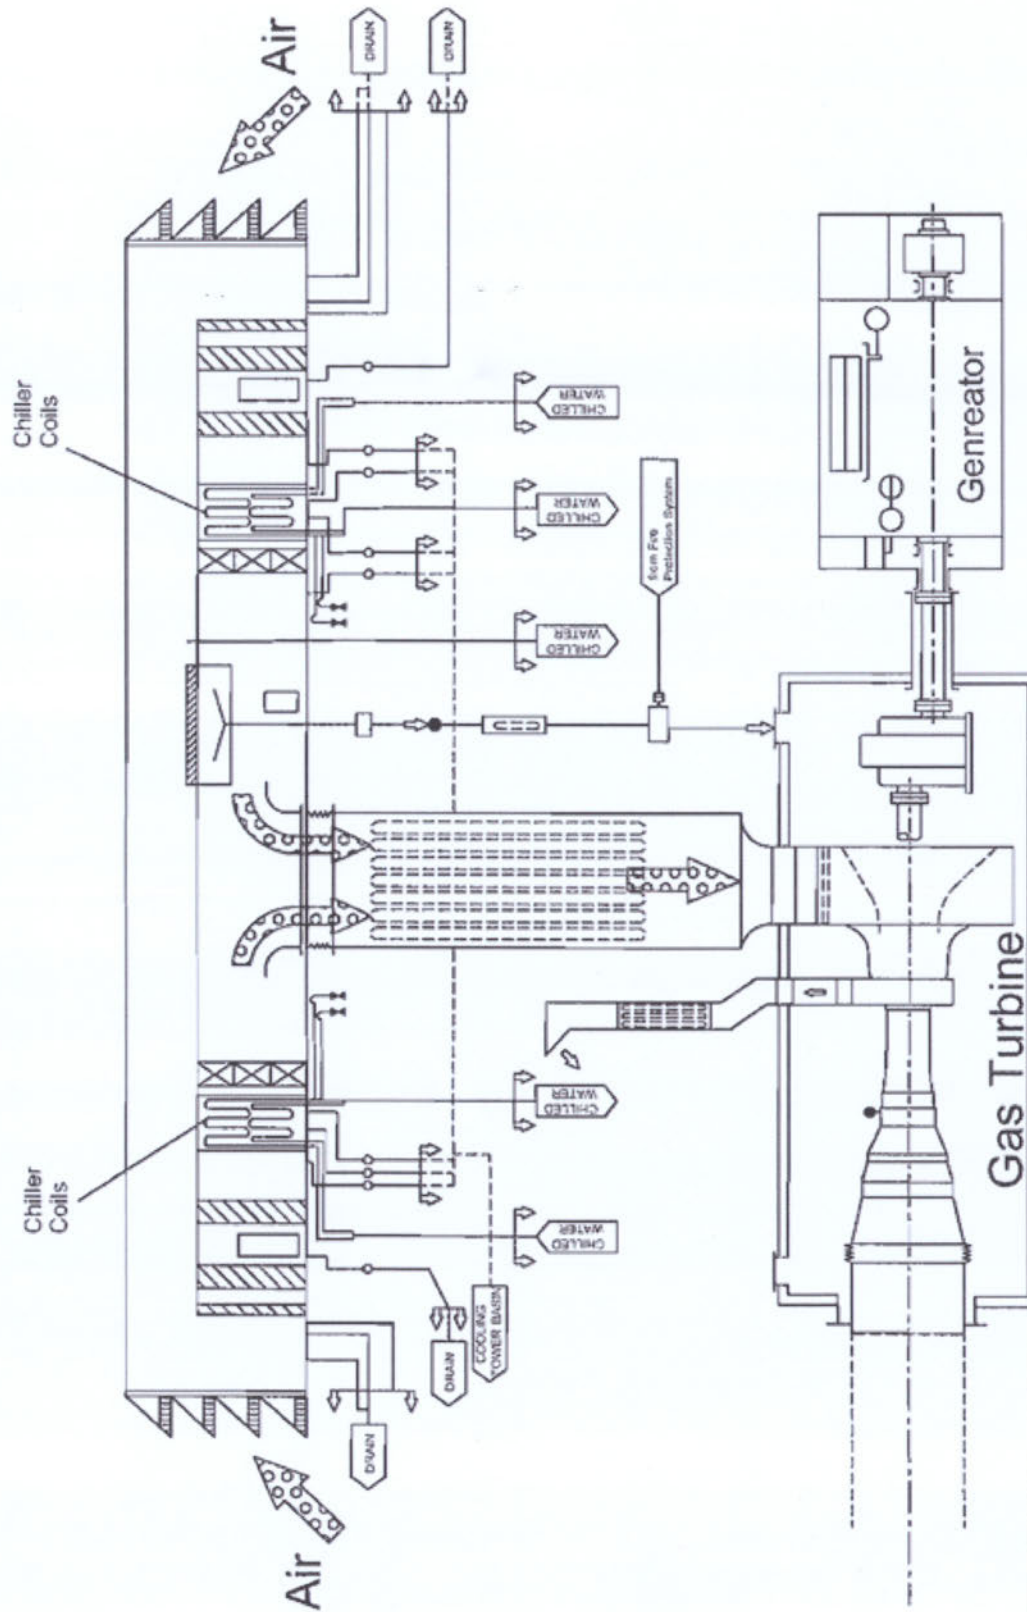 Air
DRAIN
DRAIN
Chiller
Coils
CHILLED
WATER
CHILLED
WATER
CHILLED
WATER
from Fire
Protection System
Genreator
Chiller
Coils
CHILLED
WATER
CHILLED
WATER
COOLING
TOWER BASIN
DRAIN
DRAIN
Air
Gas Turbine